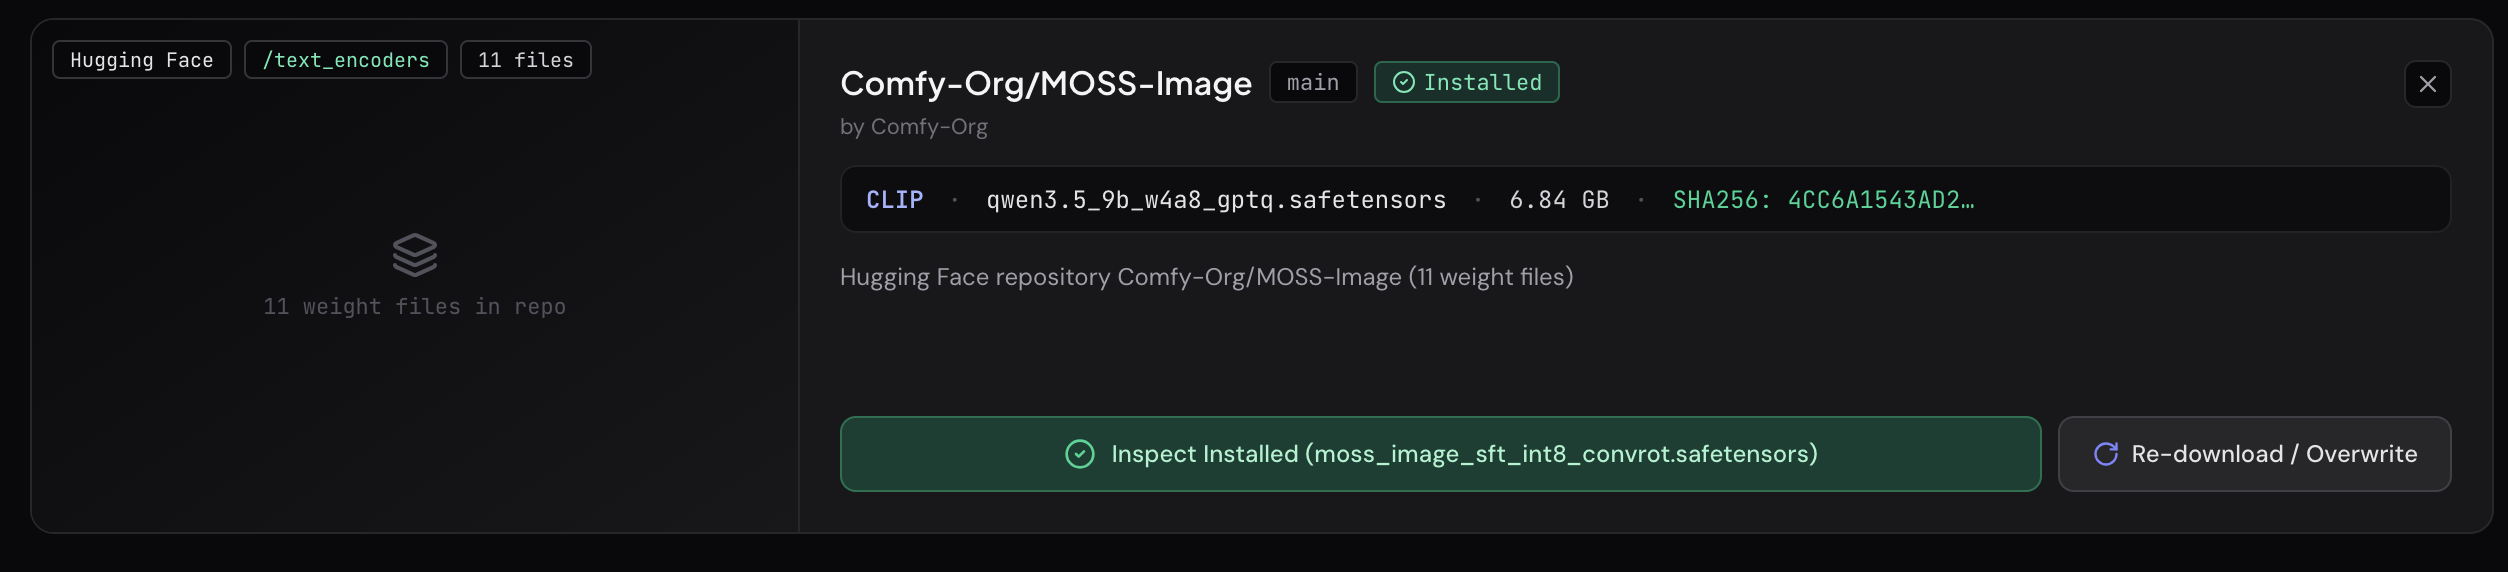 Hugging Face
/text_encoders
11 files
11 weight files in repo
Comfy-Org/MOSS-Image main Installed
by Comfy-Org
CLIP · qwen3.5_9b_w4a8_gptq.safetensors · 6.84 GB · SHA256: 4CC6A1543AD2…
Hugging Face repository Comfy-Org/MOSS-Image (11 weight files)
Inspect Installed (moss_image_sft_int8_convrot.safetensors)
Re-download / Overwrite